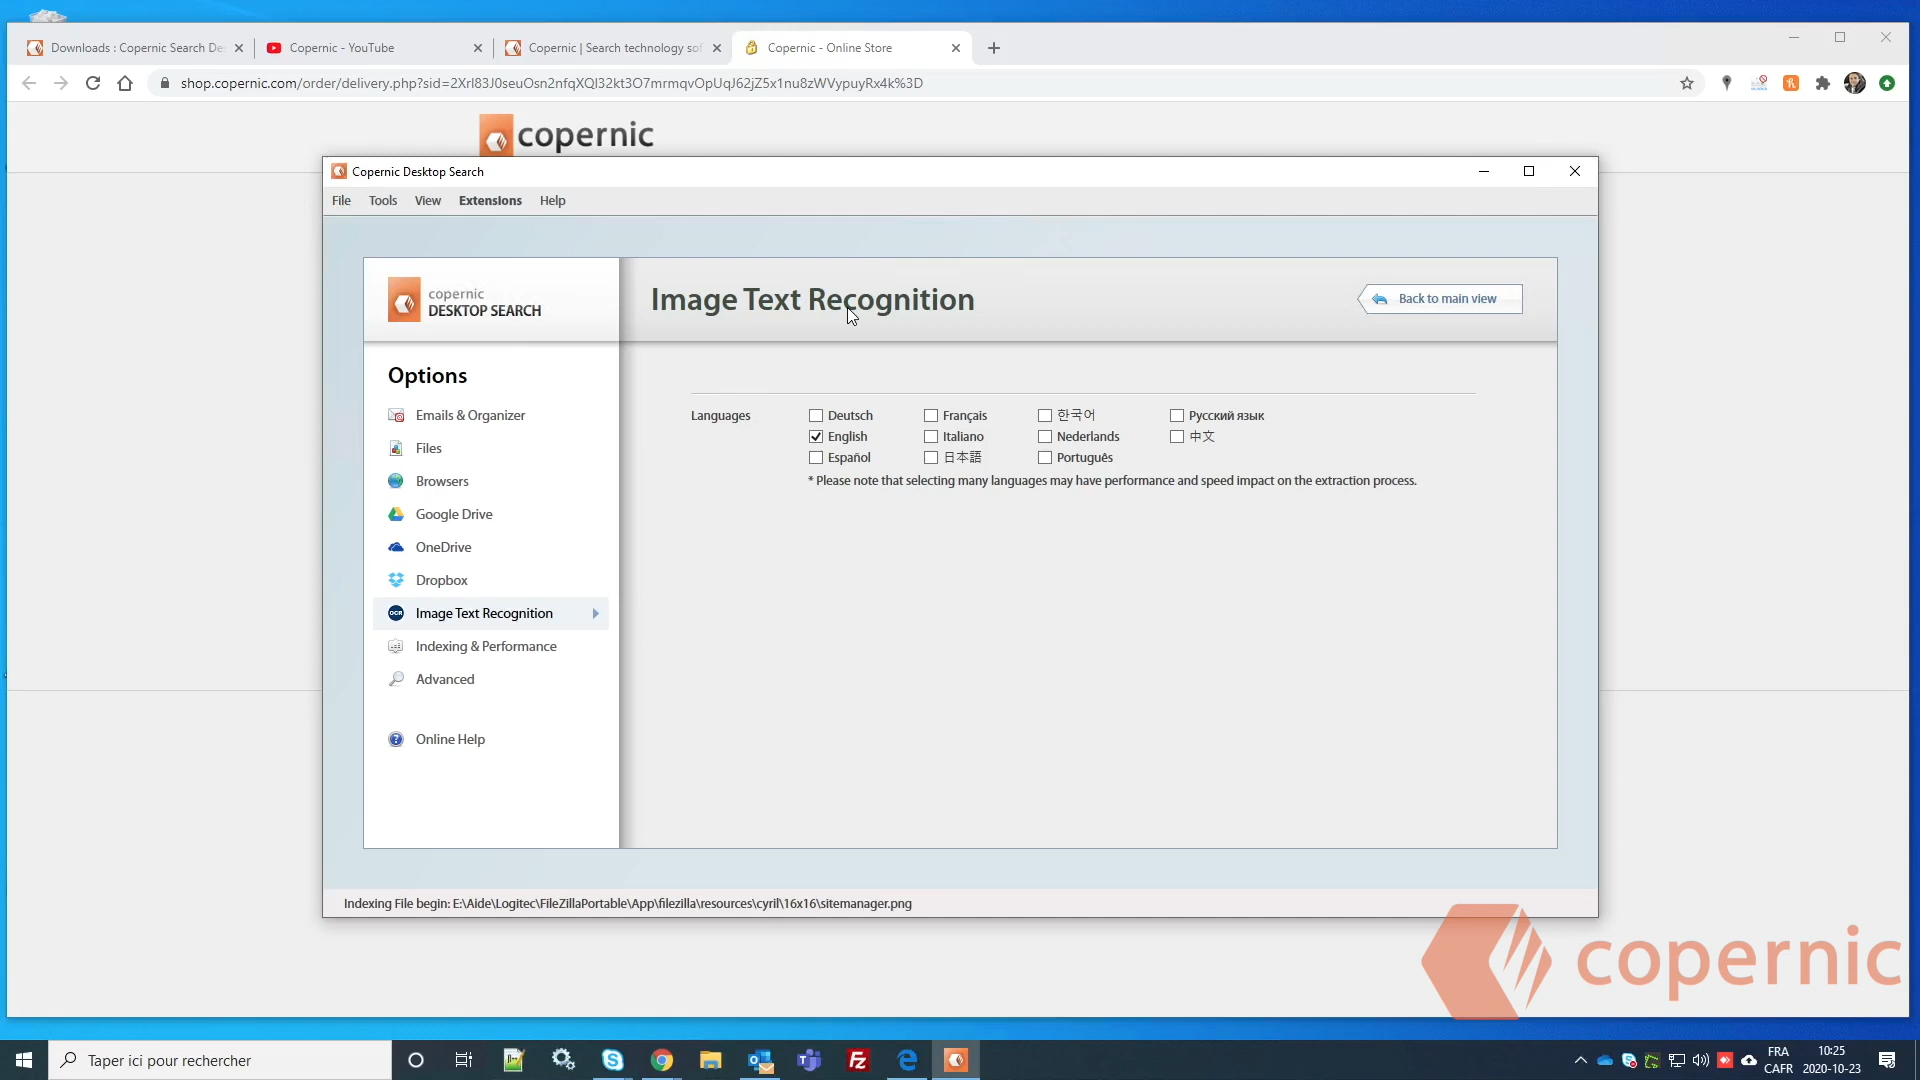 Downloads : Copernic Search De
Copernic - YouTube
Copernic | Search technology sof
Copernic - Online Store
shop.copernic.com/order/delivery.php?sid=2XrI83J0seuOsn2nfqXQI32kt3O7mrmqvOpUqJ62jZ5x1nu8zWVypuyRx4k%3D
copernic
Copernic Desktop Search
File Tools View Extensions Help
copernic
DESKTOP SEARCH
Image Text Recognition
Back to main view
Options
Emails & Organizer
Files
Browsers
Google Drive
OneDrive
Dropbox
OCR Image Text Recognition
Indexing & Performance
Advanced
Online Help
Languages
Deutsch Français 한국어 Русский язык
English Italiano Nederlands 中文
Español 日本語 Português
* Please note that selecting many languages may have performance and speed impact on the extraction process.
Indexing File begin: E:\Aide\Logitec\FileZillaPortable\App\filezilla\resources\cyril\16x16\sitemanager.png
copernic
Taper ici pour rechercher
FRA
CAFR
10:25
2020-10-23